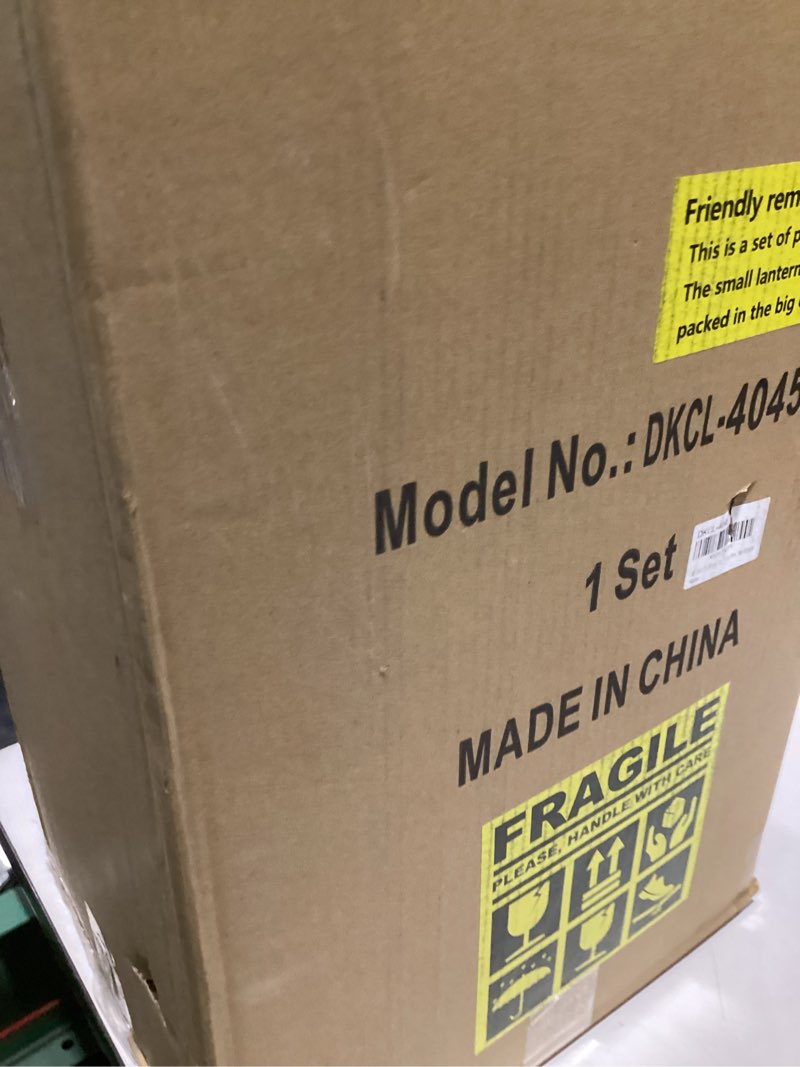 Friendly rem
This is a set of p
The small lantern
packed in the big
Model No.: DKCL-4045
1 Set
MADE IN CHINA
FRAGILE
PLEASE, HANDLE WITH CARE